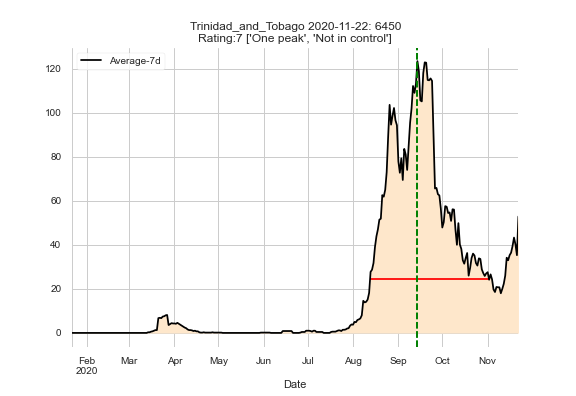 Trinidad_and_Tobago 2020-11-22: 6450
Rating:7 ['One peak', 'Not in control']
Average-7d
120
100
80
60
40
20
0
Feb Mar Apr May Jun Jul Aug Sep Oct Nov
2020
Date